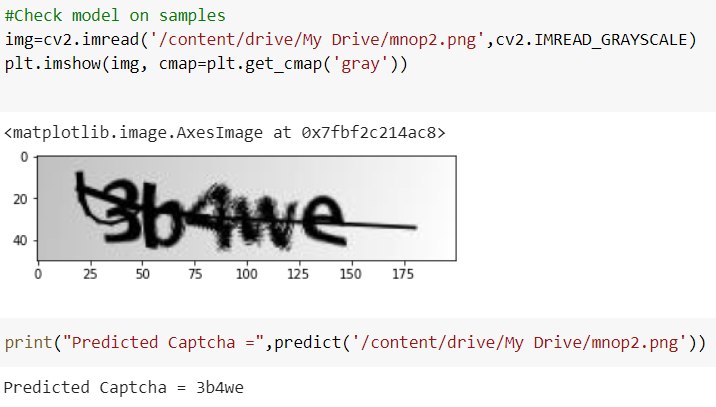 #Check model on samples
img=cv2.imread('/content/drive/My Drive/mnop2.png',cv2.IMREAD_GRAYSCALE)
plt.imshow(img, cmap=plt.get_cmap('gray'))
<matplotlib.image.AxesImage at 0x7fbf2c214ac8>
0
20
40
3b4we
0 25 50 75 100 125 150 175
print("Predicted Captcha =",predict('/content/drive/My Drive/mnop2.png'))
Predicted Captcha = 3b4we